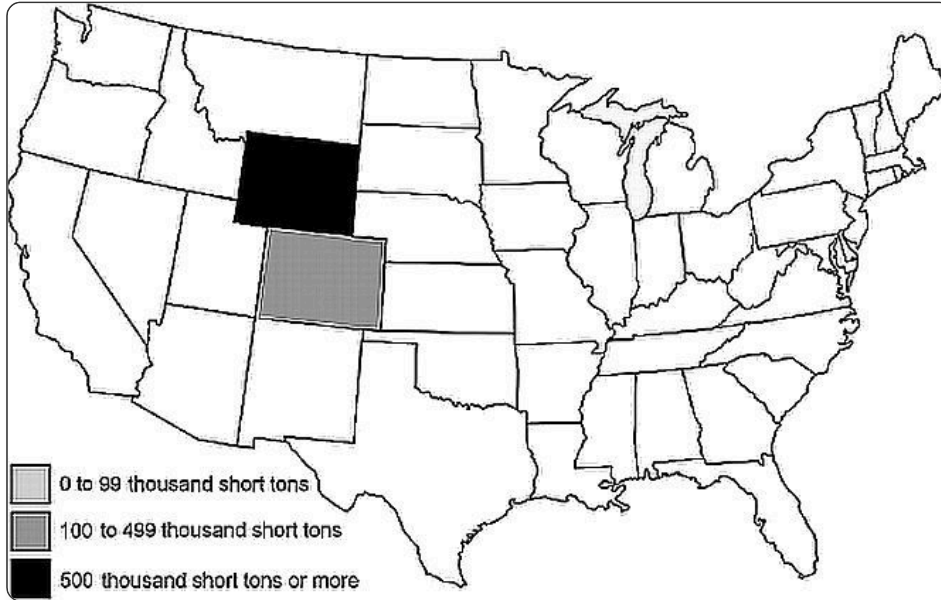 0 to 99 thousand short tons
100 to 499 thousand short tons
500 thousand short tons or more